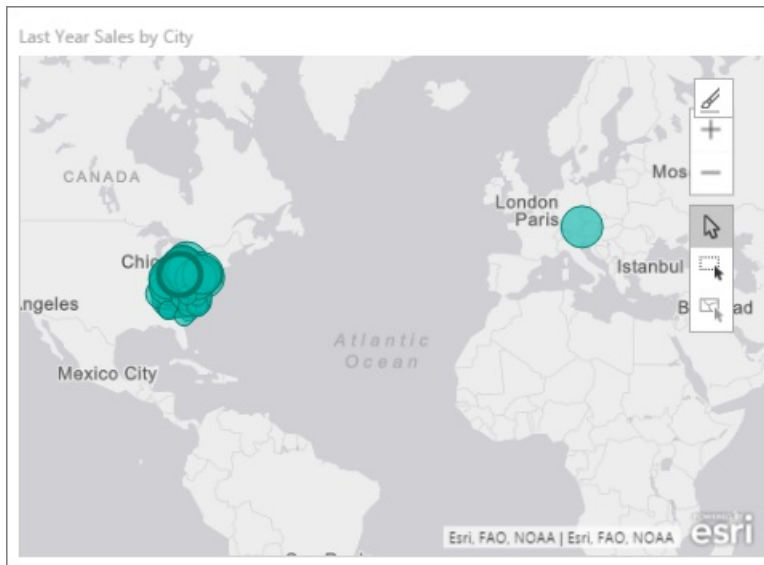 Last Year Sales by City
CANADA
Mos
London
Paris
Chic
Istanbul
ngeles
B
ad
Atlantic
Ocean
Mexico City
Esri, FAO, NOAA | Esri, FAO, NOAA
esri